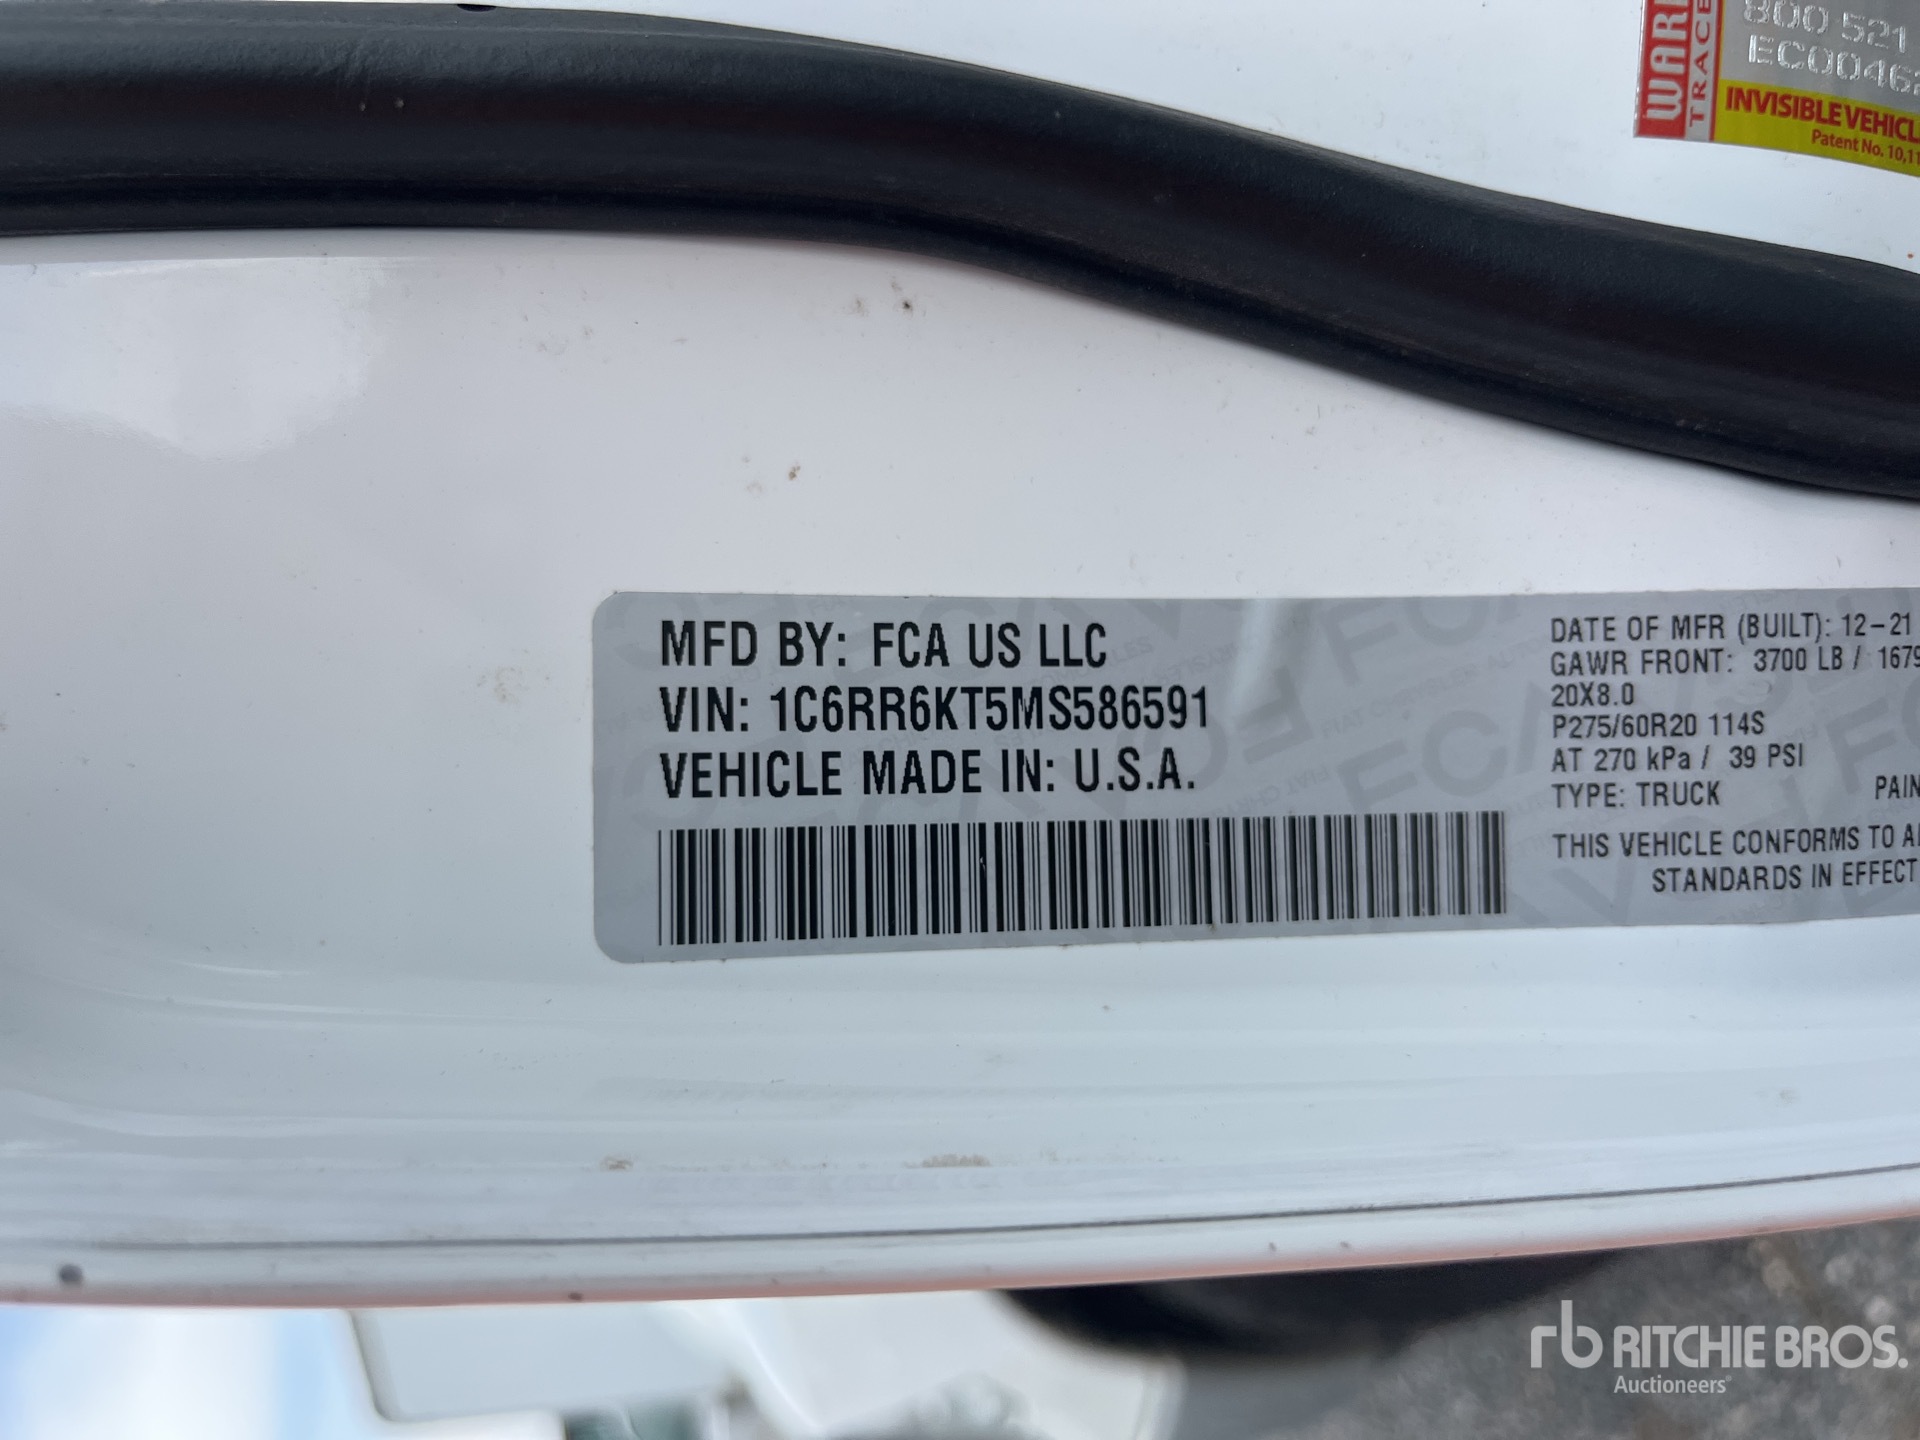 WAR
TRACE
800 521
EC0046
INVISIBLE VEHICL
Patent No. 10,11
MFD BY: FCA US LLC
VIN: 1C6RR6KT5MS586591
VEHICLE MADE IN: U.S.A.
DATE OF MFR (BUILT): 12-21
GAWR FRONT: 3700 LB / 1679
20X8.0
P275/60R20 114S
AT 270 kPa / 39 PSI
TYPE: TRUCK PAIN
THIS VEHICLE CONFORMS TO A
STANDARDS IN EFFECT
rb RITCHIE BROS.
Auctioneers